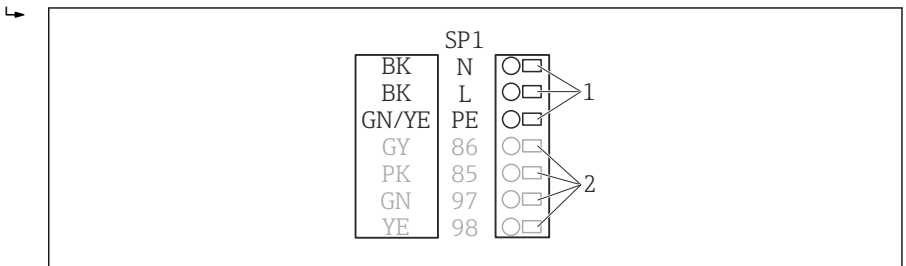 SP1
BK N
BK L 1
GN/YE PE
GY 86
PK 85 2
GN 97
YE 98